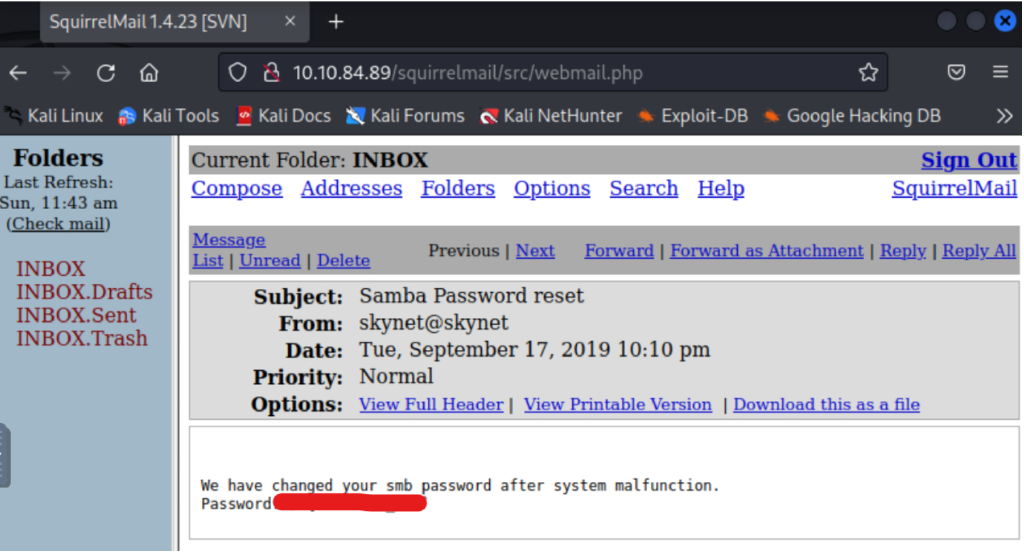 SquirrelMail 1.4.23 [SVN]
10.10.84.89/squirrelmail/src/webmail.php
Kali Linux Kali Tools Kali Docs Kali Forums Kali NetHunter Exploit-DB Google Hacking DB
Folders
Last Refresh:
Sun, 11:43 am
(Check mail)
INBOX
INBOX.Drafts
INBOX.Sent
INBOX.Trash
Current Folder: INBOX Sign Out
Compose Addresses Folders Options Search Help SquirrelMail
Message
List | Unread | Delete Previous | Next Forward | Forward as Attachment | Reply | Reply All
Subject: Samba Password reset
From: skynet@skynet
Date: Tue, September 17, 2019 10:10 pm
Priority: Normal
Options: View Full Header | View Printable Version | Download this as a file
We have changed your smb password after system malfunction.
Password: